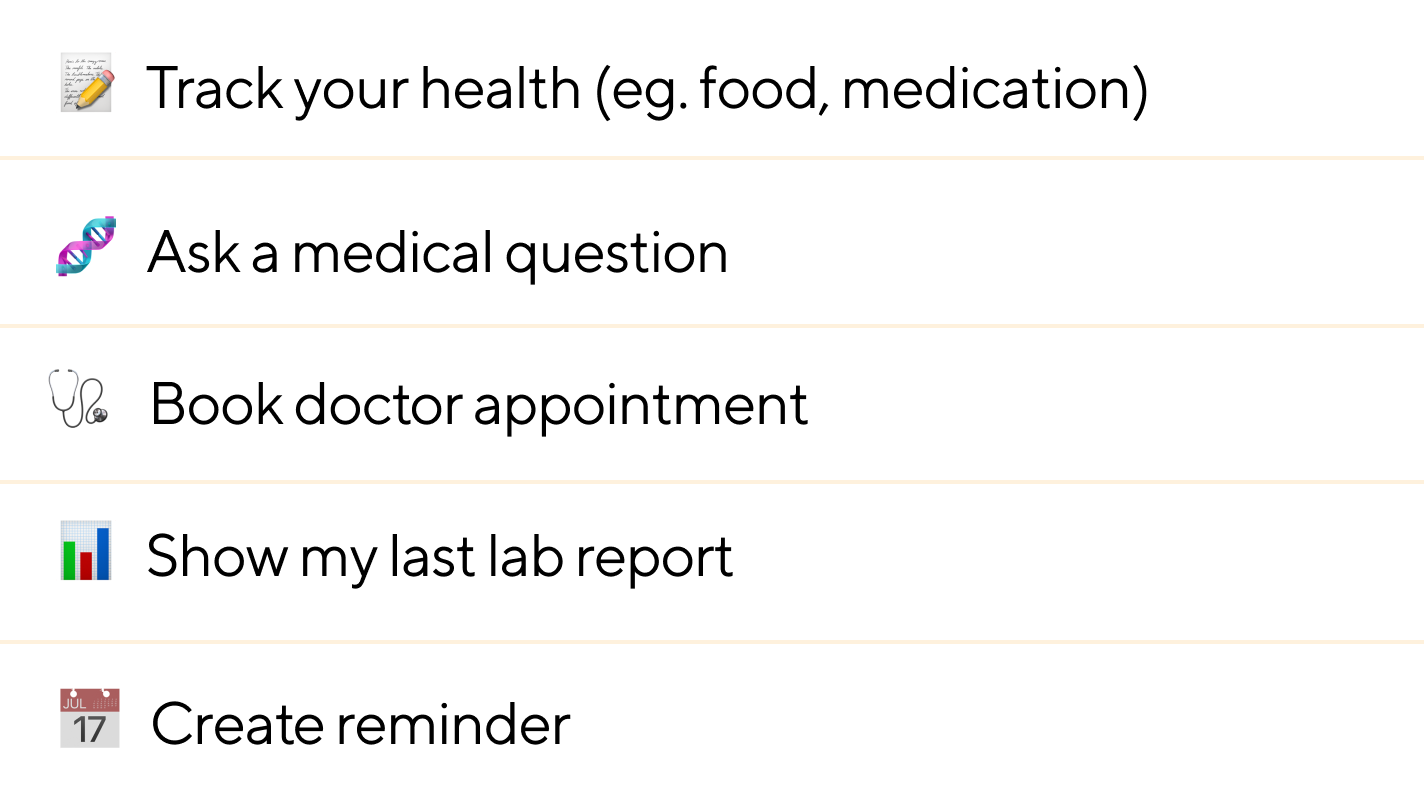 Track your health (eg. food, medication)
Ask a medical question
Book doctor appointment
Show my last lab report
JUL
17
Create reminder